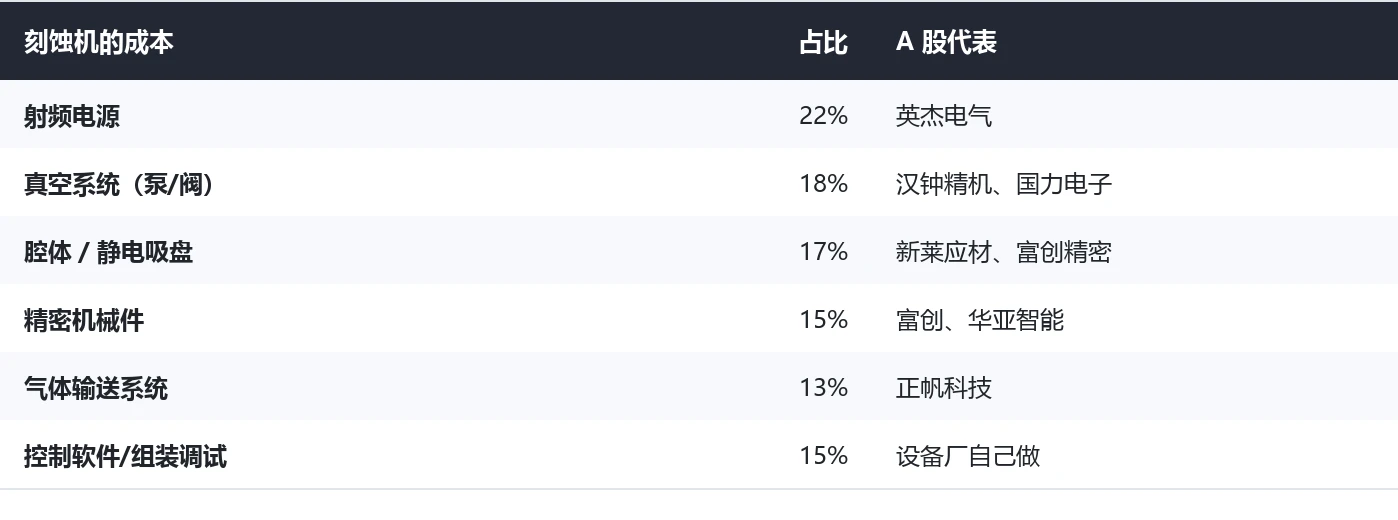 刻蚀机的成本 占比 A 股代表
射频电源 22% 英杰电气
真空系统（泵/阀） 18% 汉钟精机、国力电子
腔体 / 静电吸盘 17% 新莱应材、富创精密
精密机械件 15% 富创、华亚智能
气体输送系统 13% 正帆科技
控制软件/组装调试 15% 设备厂自己做